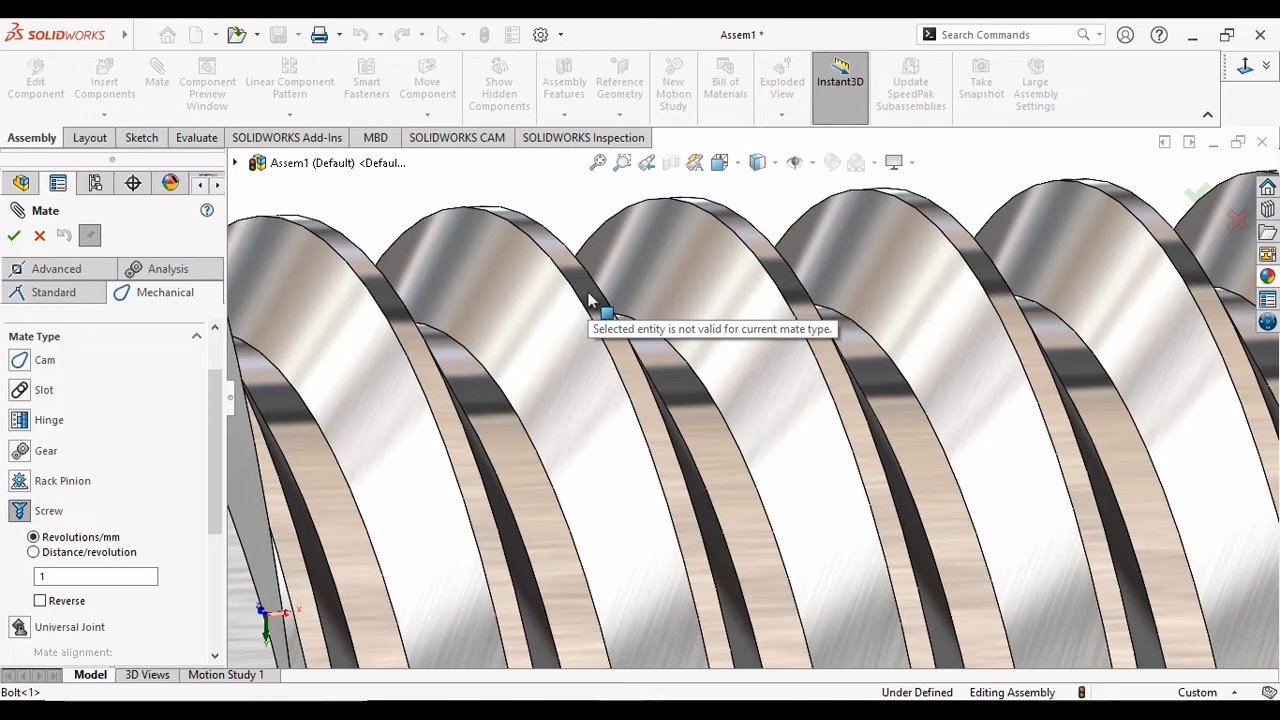 SOLIDWORKS
Assem1 *
Search Commands
Edit Component
Insert Components
Mate
Component Preview Window
Linear Component Pattern
Smart Fasteners
Move Component
Show Hidden Components
Assembly Features
Reference Geometry
New Motion Study
Bill of Materials
Exploded View
Instant3D
Update SpeedPak Subassemblies
Take Snapshot
Large Assembly Settings
Assembly
Layout
Sketch
Evaluate
SOLIDWORKS Add-Ins
MBD
SOLIDWORKS CAM
SOLIDWORKS Inspection
Assem1 (Default) <Defaul...
Mate
Advanced
Analysis
Standard
Mechanical
Mate Type
Cam
Slot
Hinge
Gear
Rack Pinion
Screw
Revolutions/mm
Distance/revolution
1
Reverse
Universal Joint
Mate alignment:
Selected entity is not valid for current mate type.
Model
3D Views
Motion Study 1
Bolt<1>
Under Defined
Editing Assembly
Custom